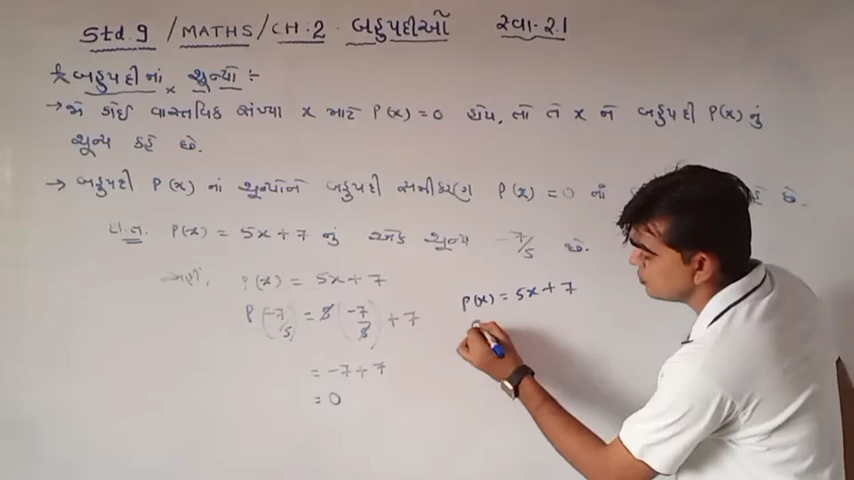 Std.9 / MATHS / CH:2. બહુપદીઓ સ્વા-2.1
* બહુપદીનાં શૂન્યો :-
→ જો કોઈ વાસ્તવિક સંખ્યા x માટે P(x) = 0 હોય, તો તે x ને બહુપદી P(x) નું
શૂન્ય કહે છે.
→ બહુપદી P(x) નાં શૂન્યોને બહુપદી સમીકરણ P(x) = 0 નાં છે.
દા.ત. P(x) = 5x + 7 નું એક શૂન્ય -7/5 છે.
અહીં, P(x) = 5x + 7
P(-7/5) = 5(-7/5) + 7
= -7 + 7
= 0
P(x) = 5x + 7